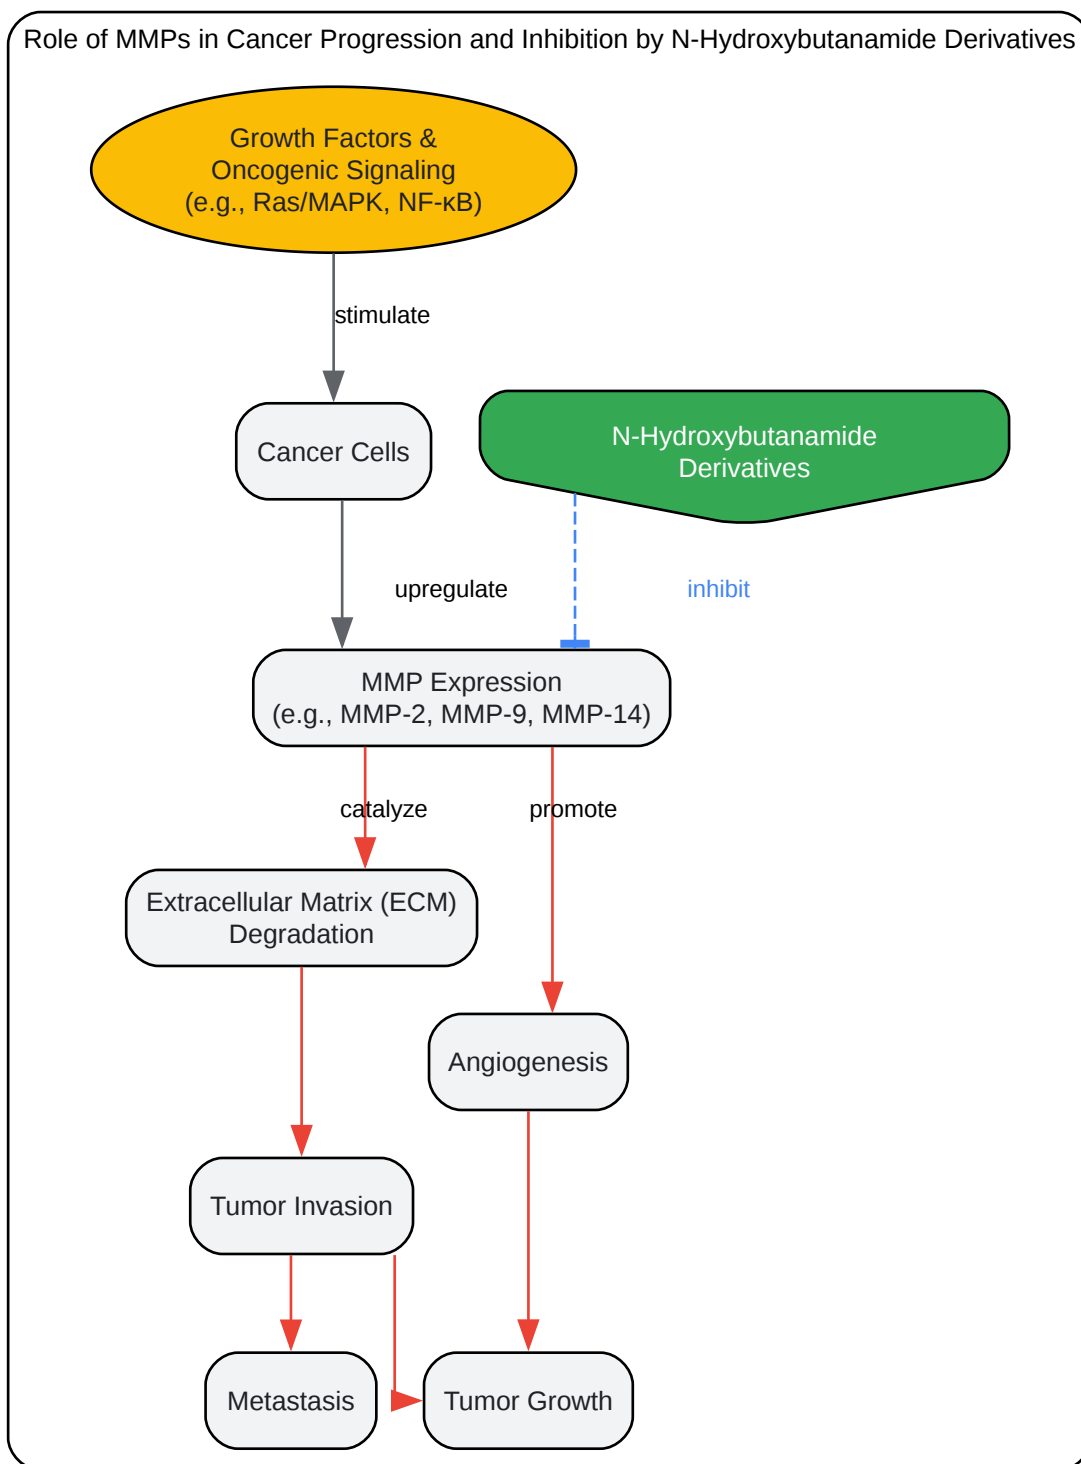 Role of MMPs in Cancer Progression and Inhibition by N-Hydroxybutanamide Derivatives
Growth Factors &
Oncogenic Signaling
(e.g., Ras/MAPK, NF-κB)
stimulate
Cancer Cells
N-Hydroxybutanamide
Derivatives
upregulate
inhibit
MMP Expression
(e.g., MMP-2, MMP-9, MMP-14)
catalyze
promote
Extracellular Matrix (ECM)
Degradation
Angiogenesis
Tumor Invasion
Metastasis
Tumor Growth